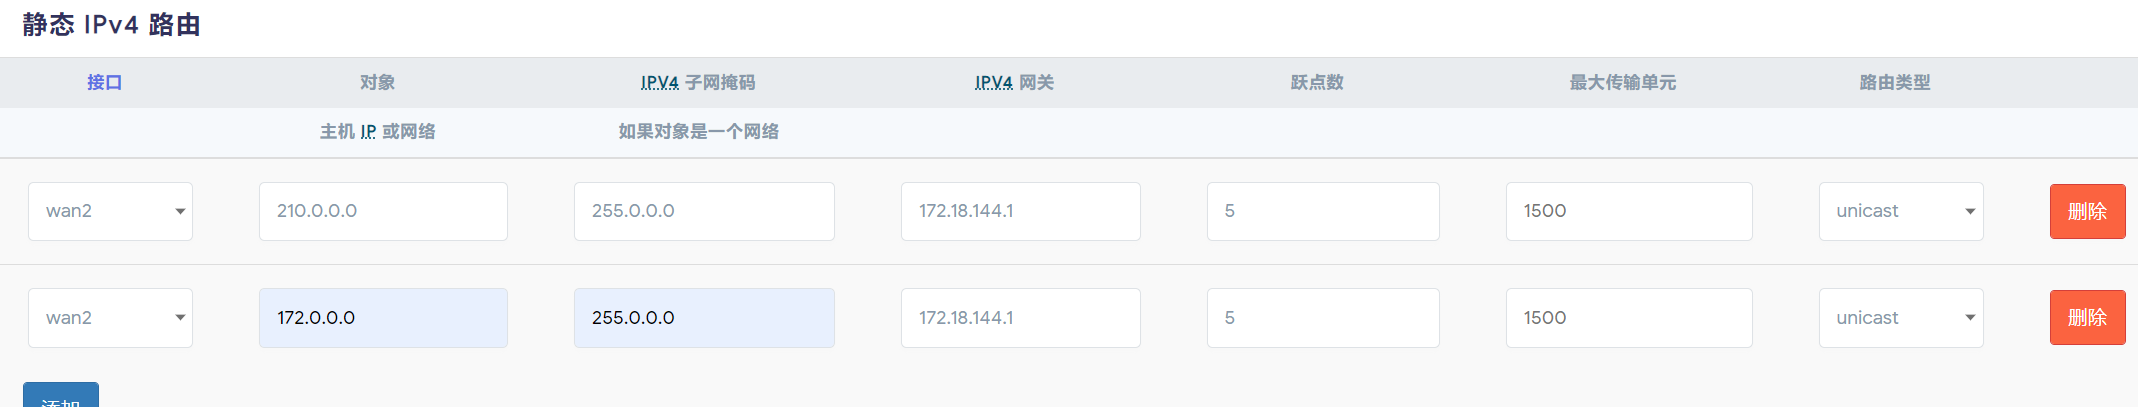 静态 IPv4 路由
接口 对象 IPV4 子网掩码 IPV4 网关 跃点数 最大传输单元 路由类型
主机 IP 或网络 如果对象是一个网络
wan2 210.0.0.0 255.0.0.0 172.18.144.1 5 1500 unicast 删除
wan2 172.0.0.0 255.0.0.0 172.18.144.1 5 1500 unicast 删除
添加